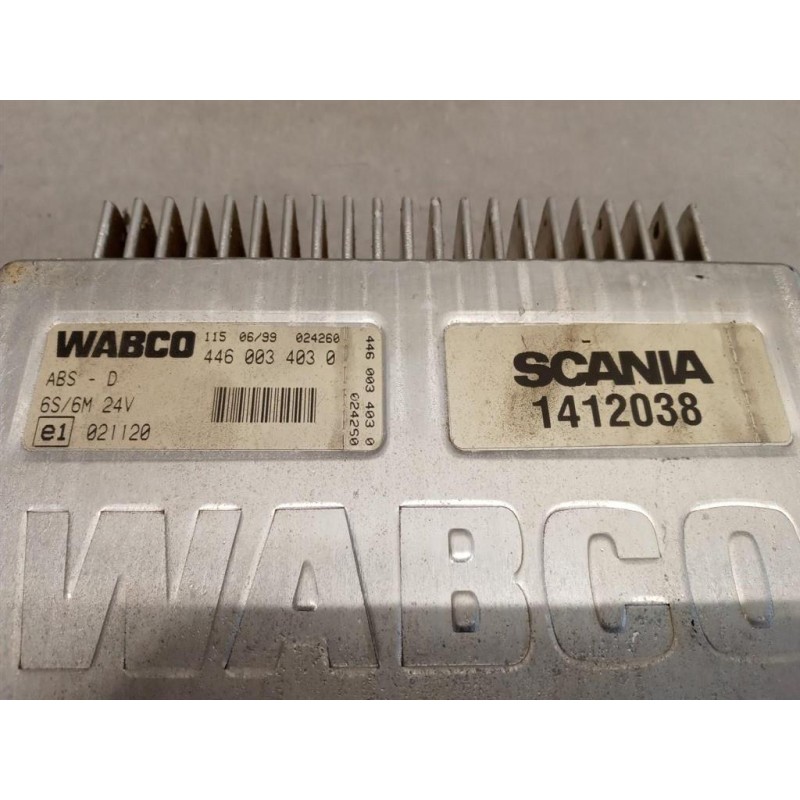 WABCO 115 06/99 024260
446 003 403 0
ABS - D
6S/6M 24V
e1 021120
446 003 403 0
024250
SCANIA
1412038
WABCO